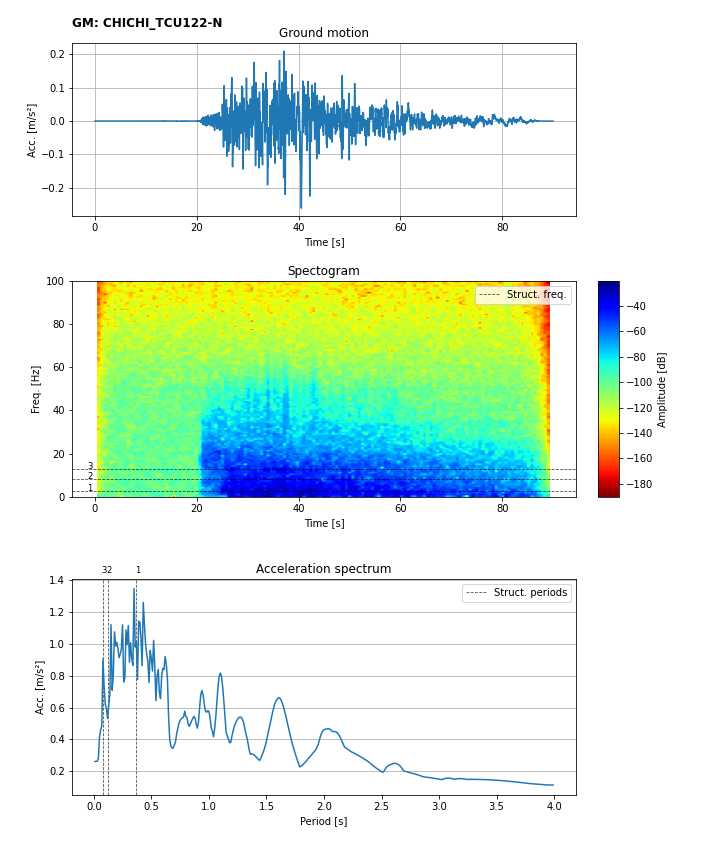 GM: CHICHI_TCU122-N
Ground motion
0.2
0.1
0.0
−0.1
−0.2
Acc. [m/s²]
0 20 40 60 80
Time [s]
Spectogram
100
80
60
40
20
0
Freq. [Hz]
Struct. freq.
3
2
1
0 20 40 60 80
Time [s]
−40
−60
−80
−100
−120
−140
−160
−180
Amplitude [dB]
32 1
Acceleration spectrum
1.4
1.2
1.0
0.8
0.6
0.4
0.2
Acc. [m/s²]
Struct. periods
0.0 0.5 1.0 1.5 2.0 2.5 3.0 3.5 4.0
Period [s]